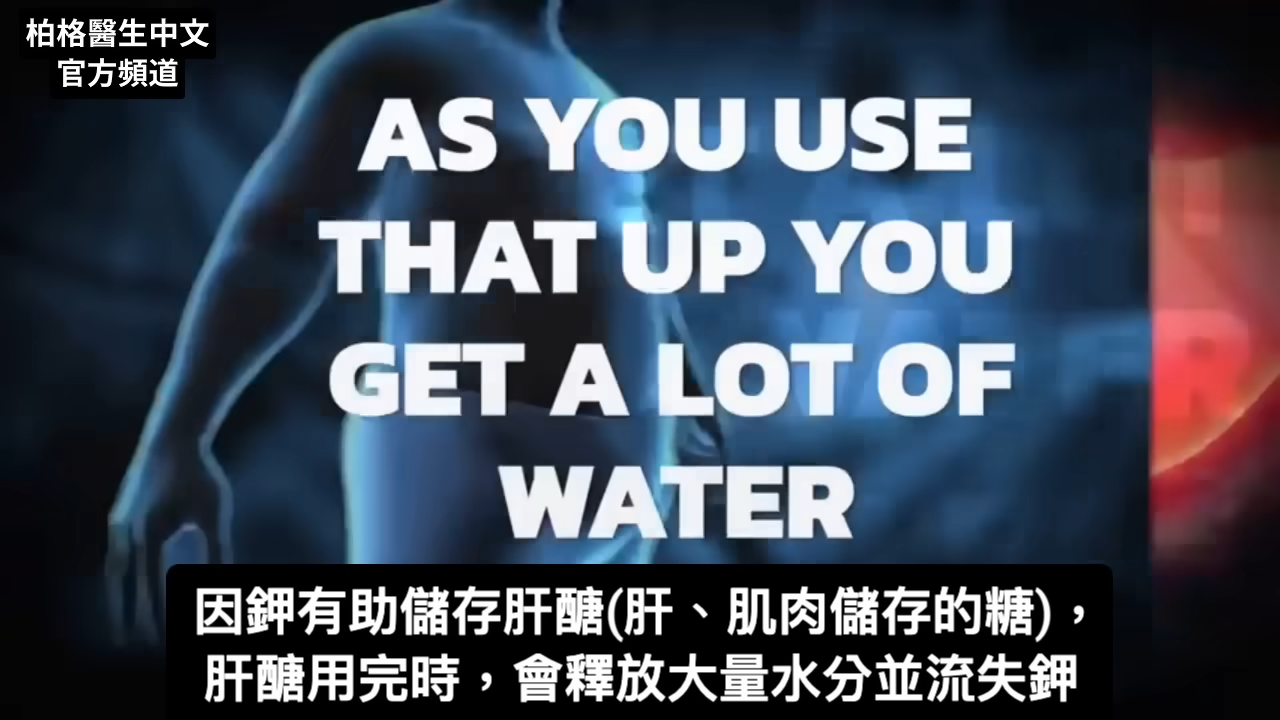 柏格醫生中文
官方頻道
AS YOU USE
THAT UP YOU
GET A LOT OF
WATER
因鉀有助儲存肝醣(肝、肌肉儲存的糖)，
肝醣用完時，會釋放大量水分並流失鉀